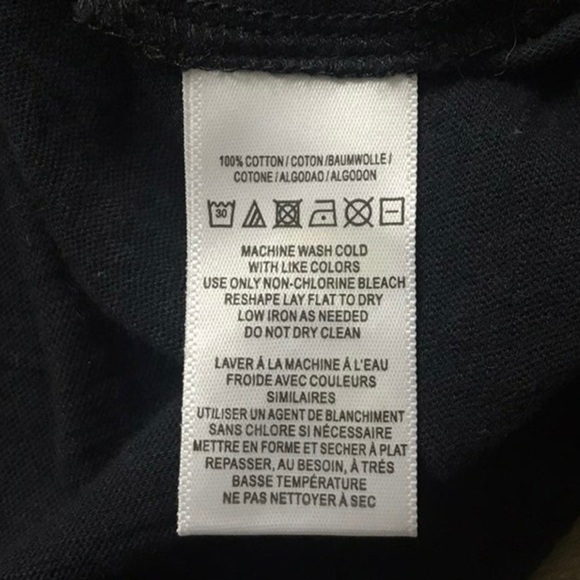 100% COTTON / COTON /BAUMWOLLE /
COTONE / ALGODAO / ALGODON
30
MACHINE WASH COLD
WITH LIKE COLORS
USE ONLY NON-CHLORINE BLEACH
RESHAPE LAY FLAT TO DRY
LOW IRON AS NEEDED
DO NOT DRY CLEAN
LAVER À LA MACHINE À L'EAU
FROIDE AVEC COULEURS
SIMILAIRES
UTILISER UN AGENT DE BLANCHIMENT
SANS CHLORE SI NÉCESSAIRE
METTRE EN FORME ET SECHER À PLAT
REPASSER, AU BESOIN, À TRÉS
BASSE TEMPÉRATURE
NE PAS NETTOYER À SEC